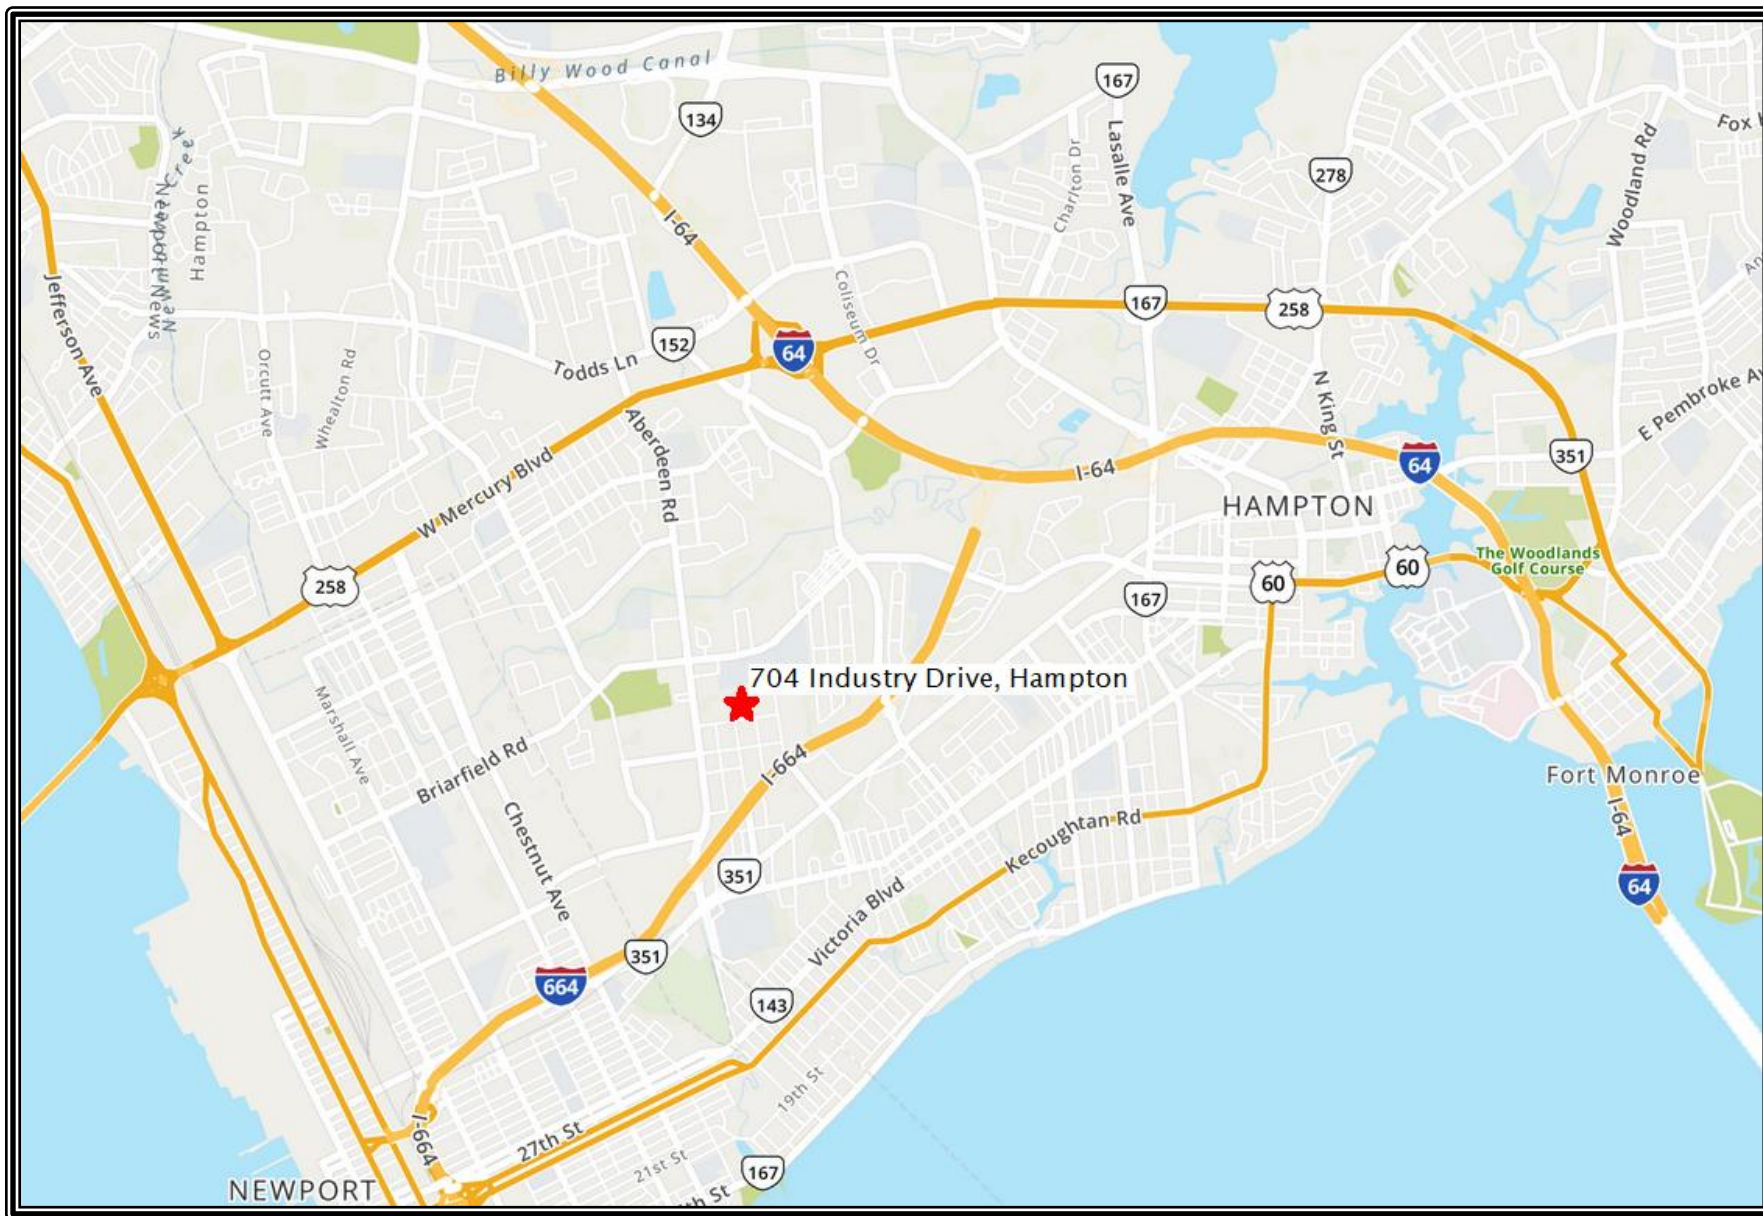 Billy Wood Canal
134
167
Lasalle Ave
Charlton Dr
278
Woodland Rd
Fox
Newmarket Creek
Newport News
Hampton
I-64
Jefferson Ave
Coliseum Dr
167
258
152
64
Todds Ln
Orcutt Ave
Whealton Rd
Aberdeen Rd
N King St
E Pembroke
351
W Mercury Blvd
I-64
64
HAMPTON
The Woodlands
Golf Course
258
60
60
167
704 Industry Drive, Hampton
Marshall Ave
Briarfield Rd
I-664
Fort Monroe
I-64
Chestnut Ave
Kecoughtan Rd
351
64
Victoria Blvd
351
664
143
19th St
I-664
27th St
21st St
167
NEWPORT
th St